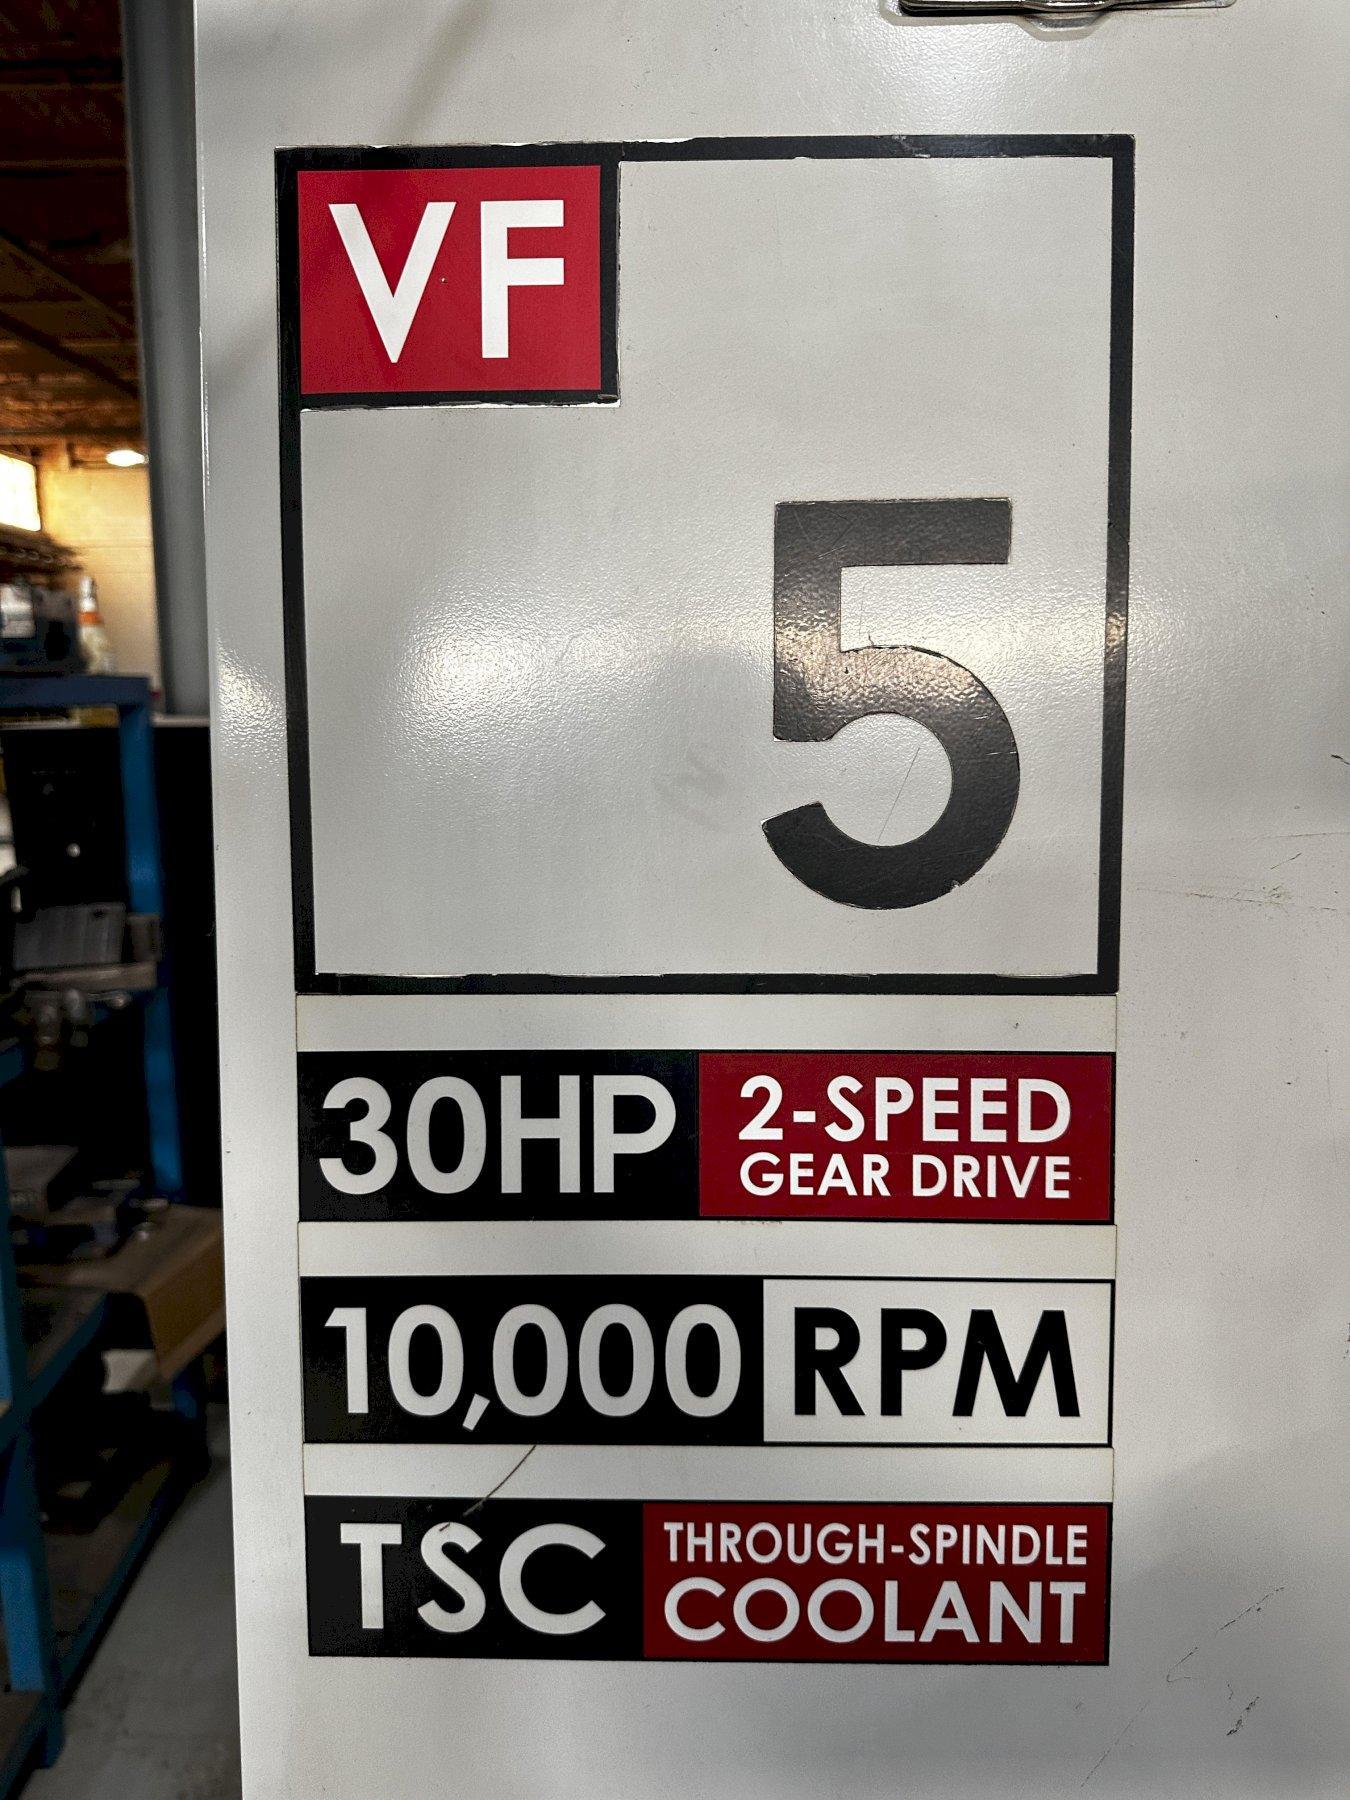 VF
5
30HP 2-SPEED
GEAR DRIVE
10,000 RPM
TSC THROUGH-SPINDLE
COOLANT